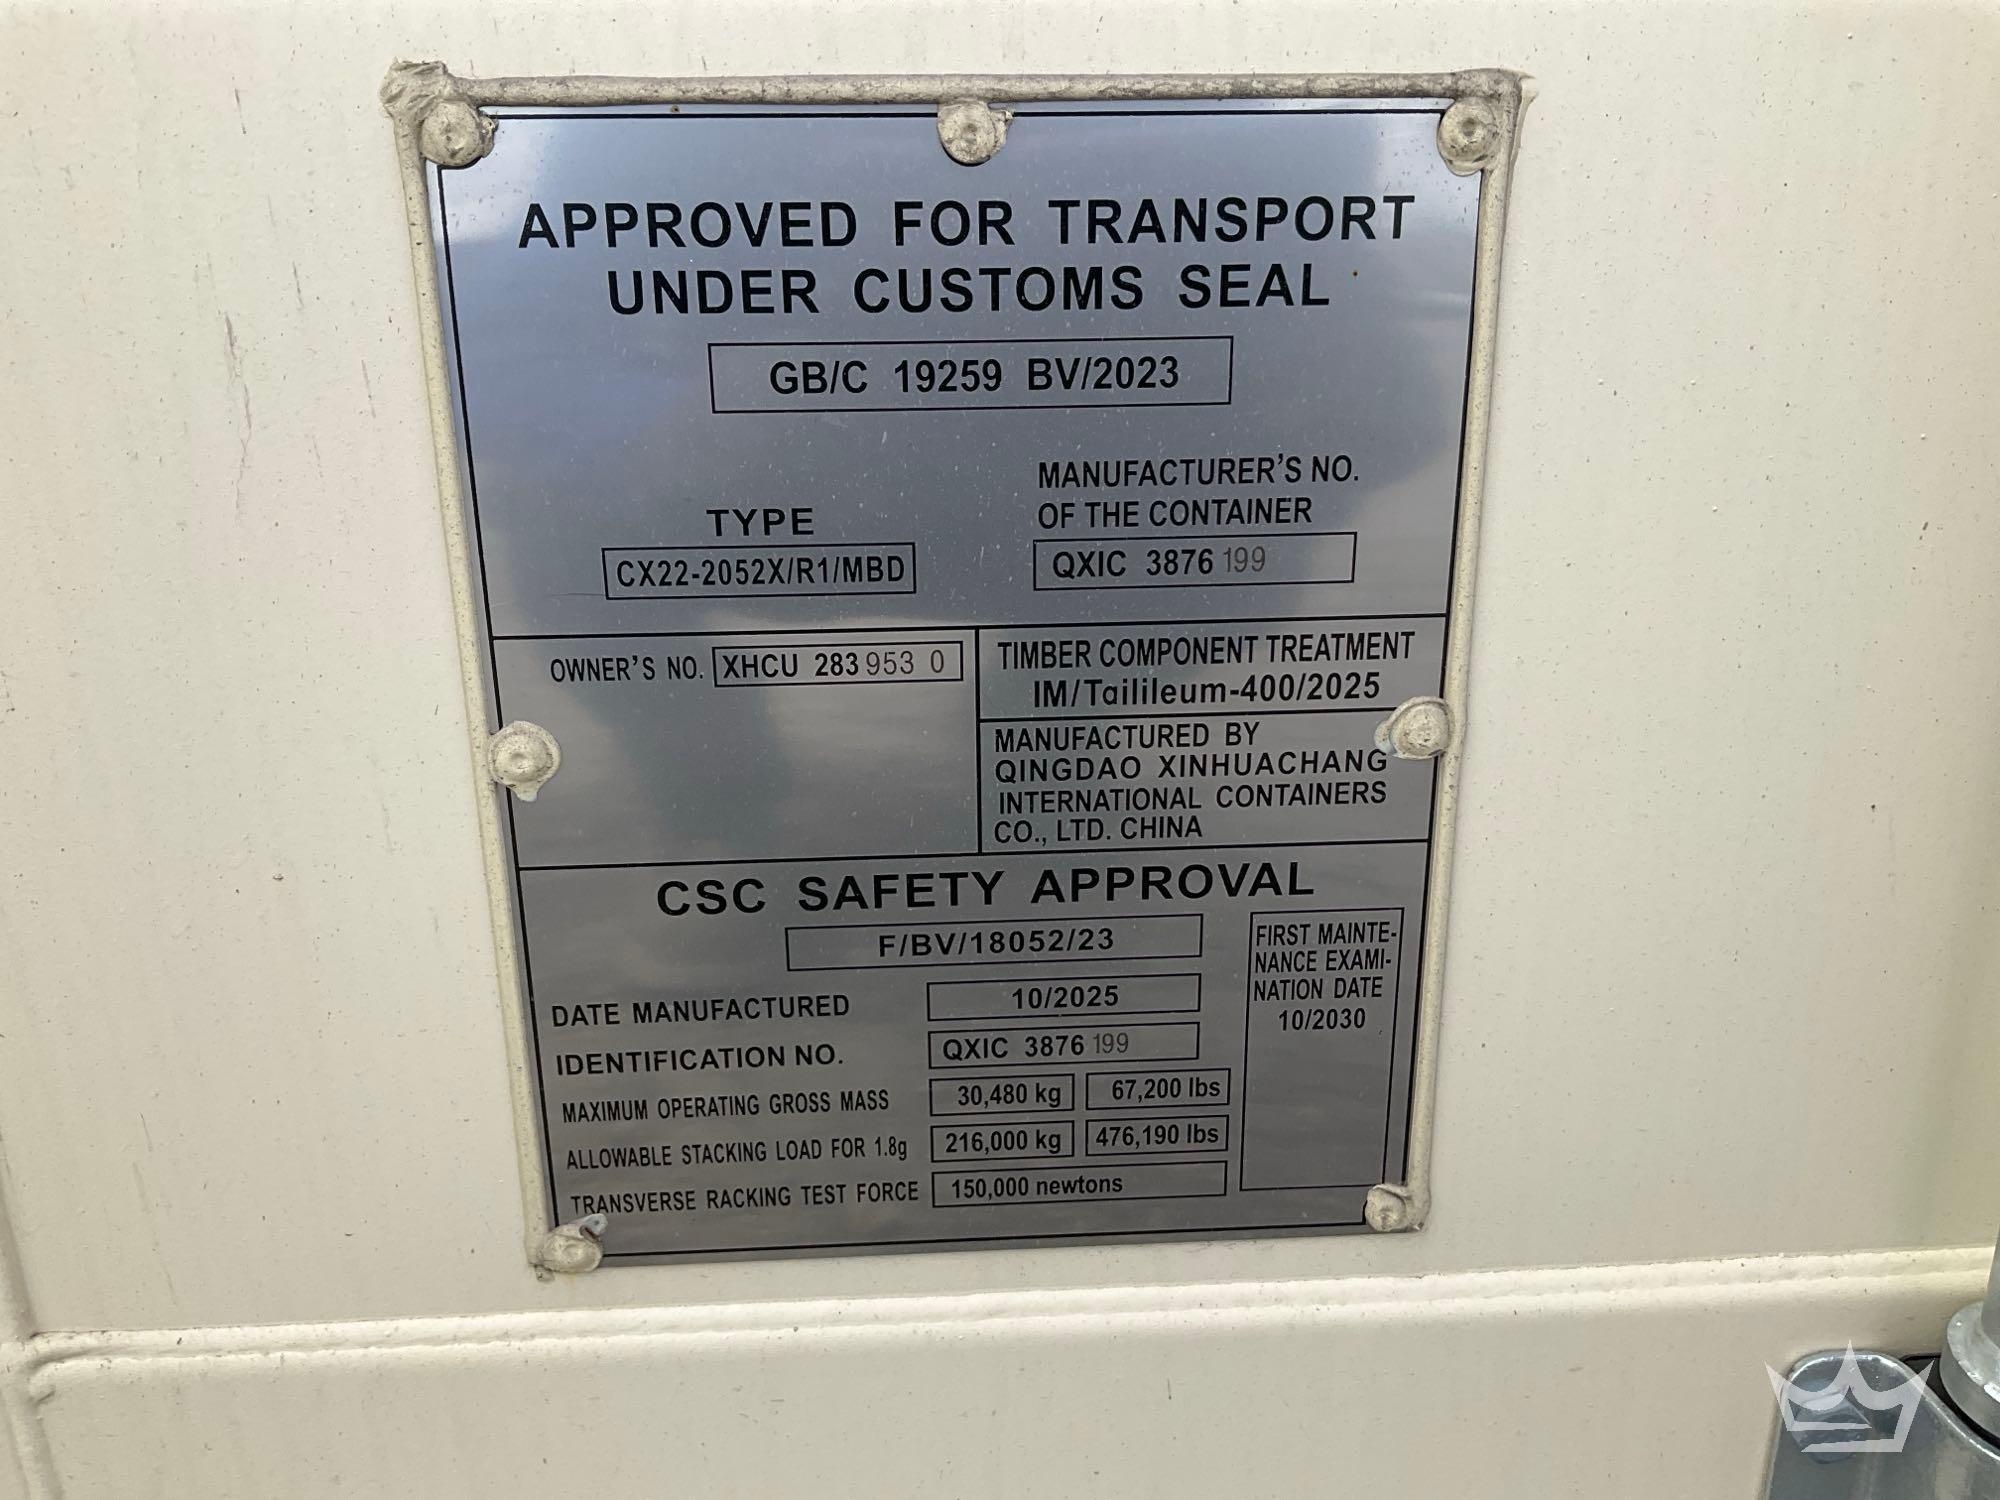 APPROVED FOR TRANSPORT
UNDER CUSTOMS SEAL
GB/C 19259 BV/2023
TYPE
CX22-2052X/R1/MBD
MANUFACTURER'S NO.
OF THE CONTAINER
QXIC 3876 199
OWNER'S NO. XHCU 283 953 0
TIMBER COMPONENT TREATMENT
IM/Tailileum-400/2025
MANUFACTURED BY
QINGDAO XINHUACHANG
INTERNATIONAL CONTAINERS
CO., LTD. CHINA
CSC SAFETY APPROVAL
F/BV/18052/23
DATE MANUFACTURED 10/2025
IDENTIFICATION NO. QXIC 3876 199
MAXIMUM OPERATING GROSS MASS 30,480 kg 67,200 lbs
ALLOWABLE STACKING LOAD FOR 1.8g 216,000 kg 476,190 lbs
TRANSVERSE RACKING TEST FORCE 150,000 newtons
FIRST MAINTE-
NANCE EXAMI-
NATION DATE
10/2030